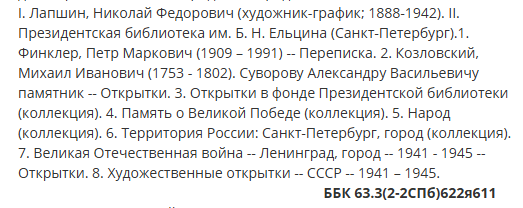 I. Лапшин, Николай Федорович (художник-график; 1888-1942). II.
Президентская библиотека им. Б. Н. Ельцина (Санкт-Петербург).1.
Финклер, Петр Маркович (1909 – 1991) -- Переписка. 2. Козловский,
Михаил Иванович (1753 - 1802). Суворову Александру Васильевичу
памятник -- Открытки. 3. Открытки в фонде Президентской библиотеки
(коллекция). 4. Память о Великой Победе (коллекция). 5. Народ
(коллекция). 6. Территория России: Санкт-Петербург, город (коллекция).
7. Великая Отечественная война -- Ленинград, город -- 1941 - 1945 --
Открытки. 8. Художественные открытки -- СССР -- 1941 – 1945.
ББК 63.3(2-2СПб)622я611